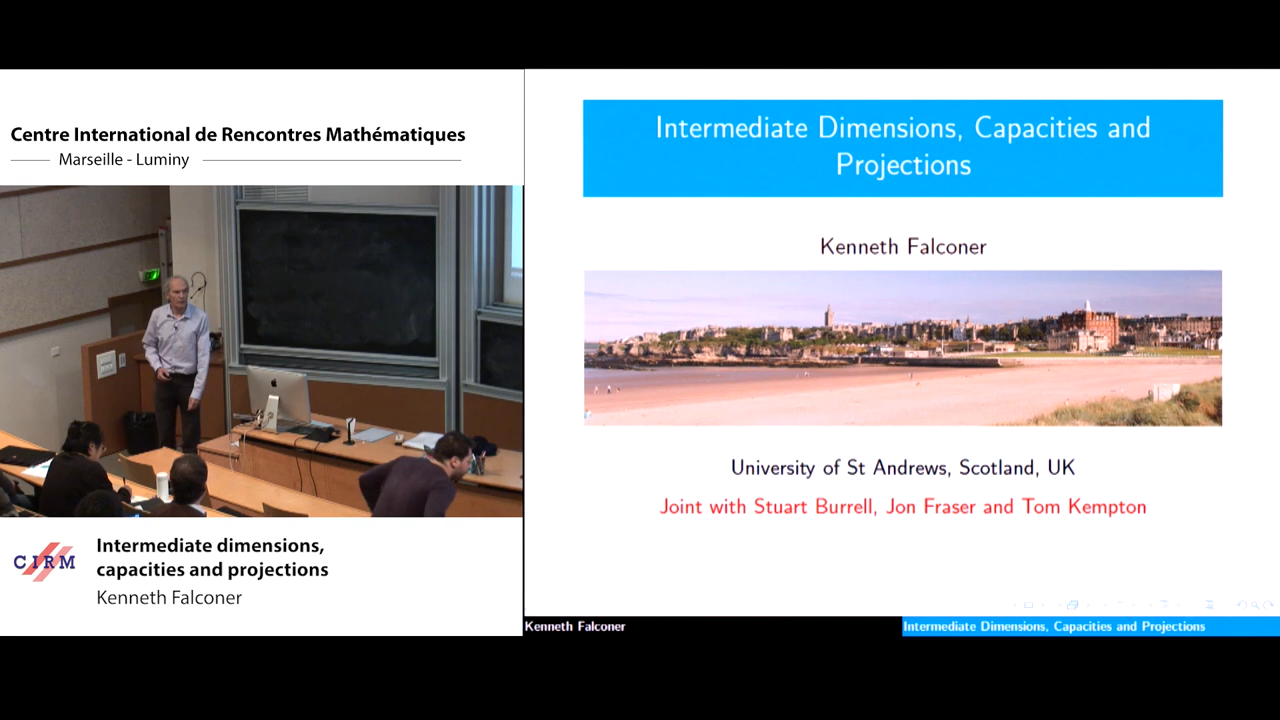 Centre International de Rencontres Mathématiques
Marseille - Luminy
CIRM
Intermediate dimensions,
capacities and projections
Kenneth Falconer
Intermediate Dimensions, Capacities and
Projections
Kenneth Falconer
University of St Andrews, Scotland, UK
Joint with Stuart Burrell, Jon Fraser and Tom Kempton
Kenneth Falconer
Intermediate Dimensions, Capacities and Projections